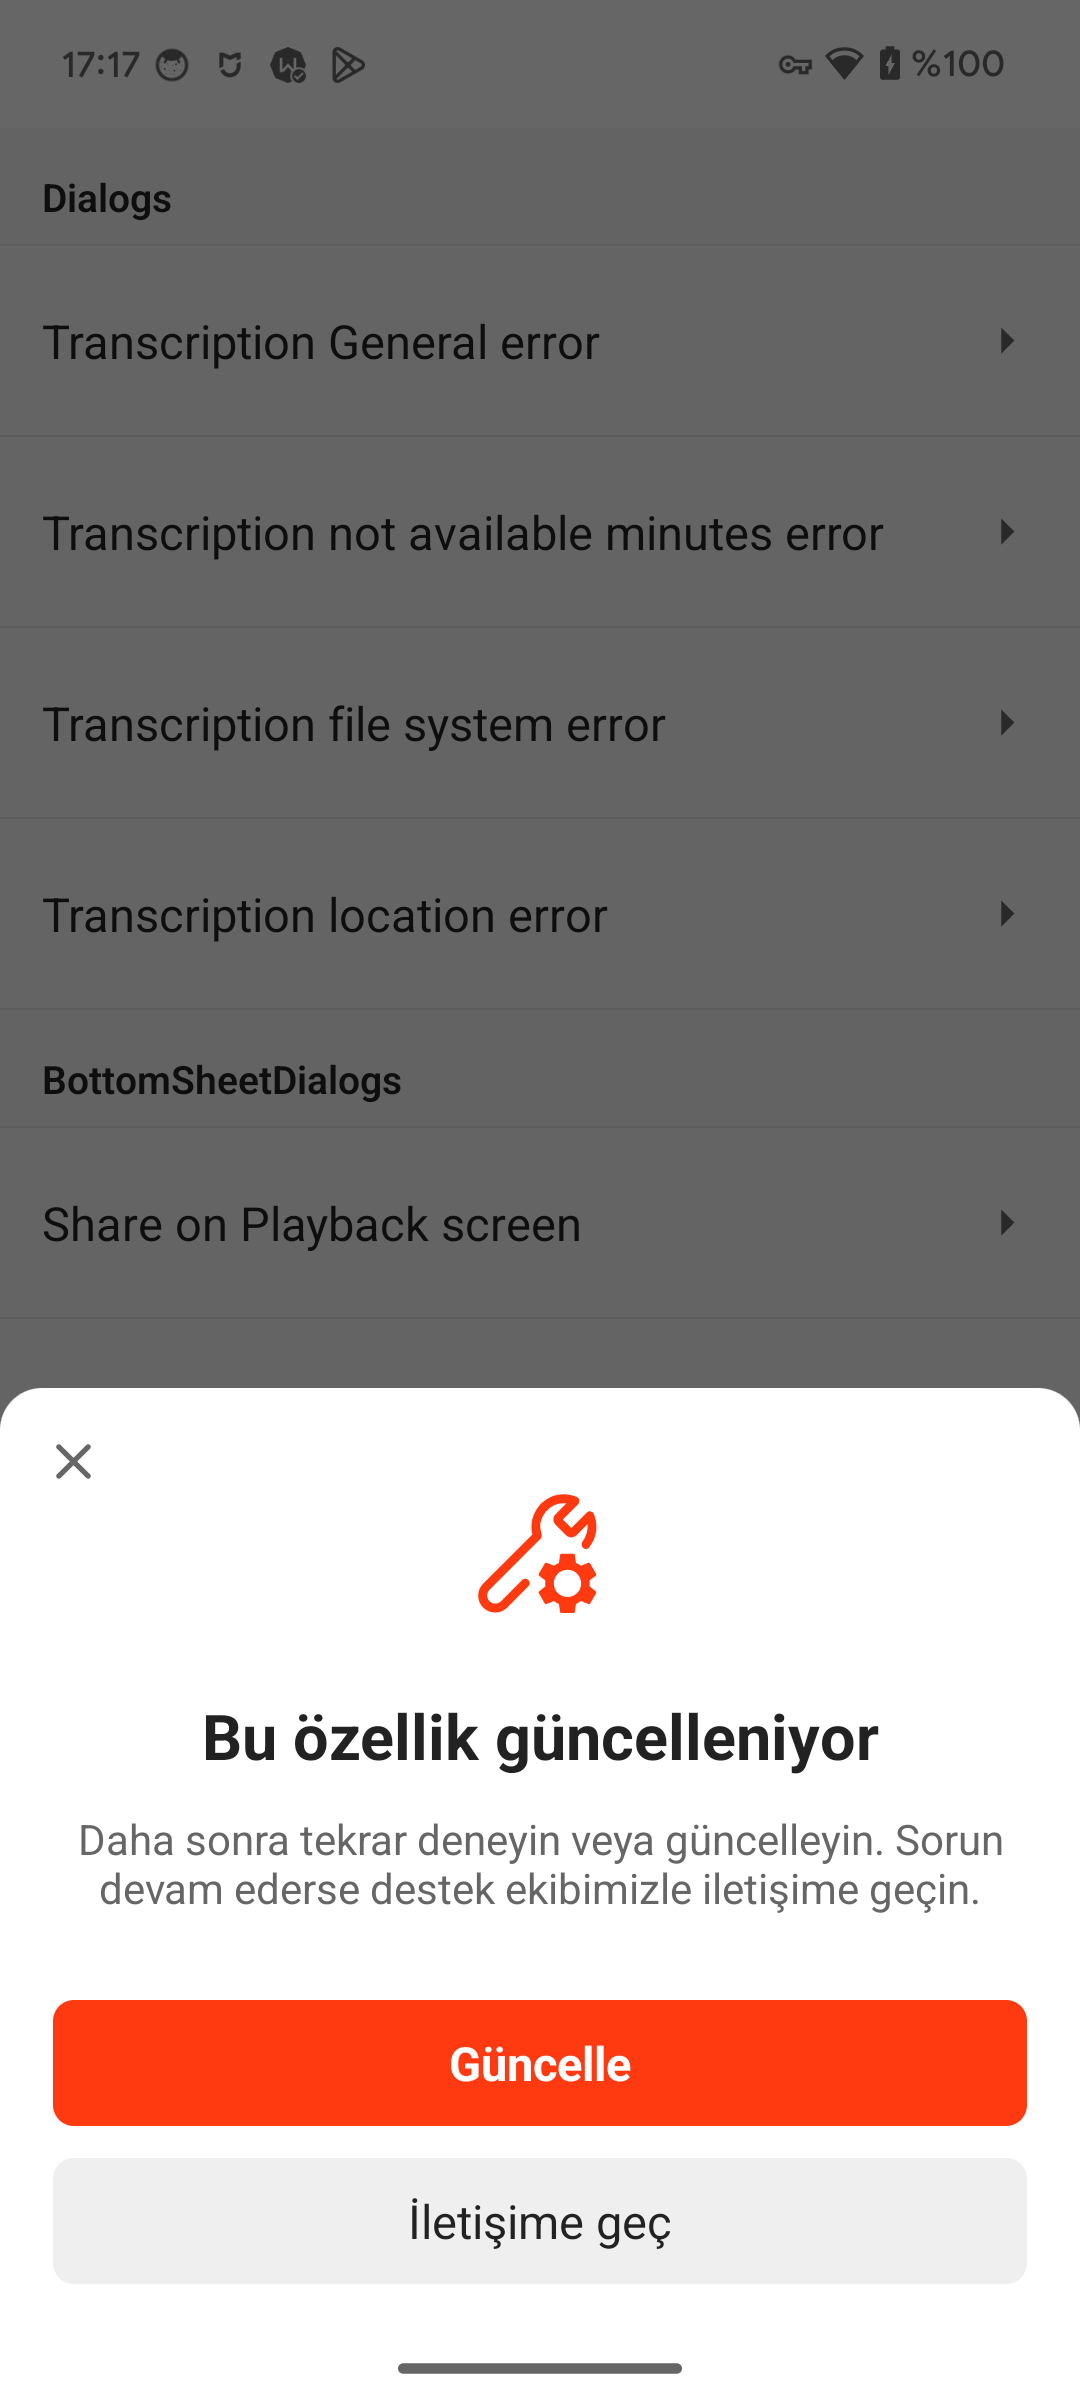 17:17 %100
Dialogs
Transcription General error
Transcription not available minutes error
Transcription file system error
Transcription location error
BottomSheetDialogs
Share on Playback screen
Bu özellik güncelleniyor
Daha sonra tekrar deneyin veya güncelleyin. Sorun
devam ederse destek ekibimizle iletişime geçin.
Güncelle
İletişime geç